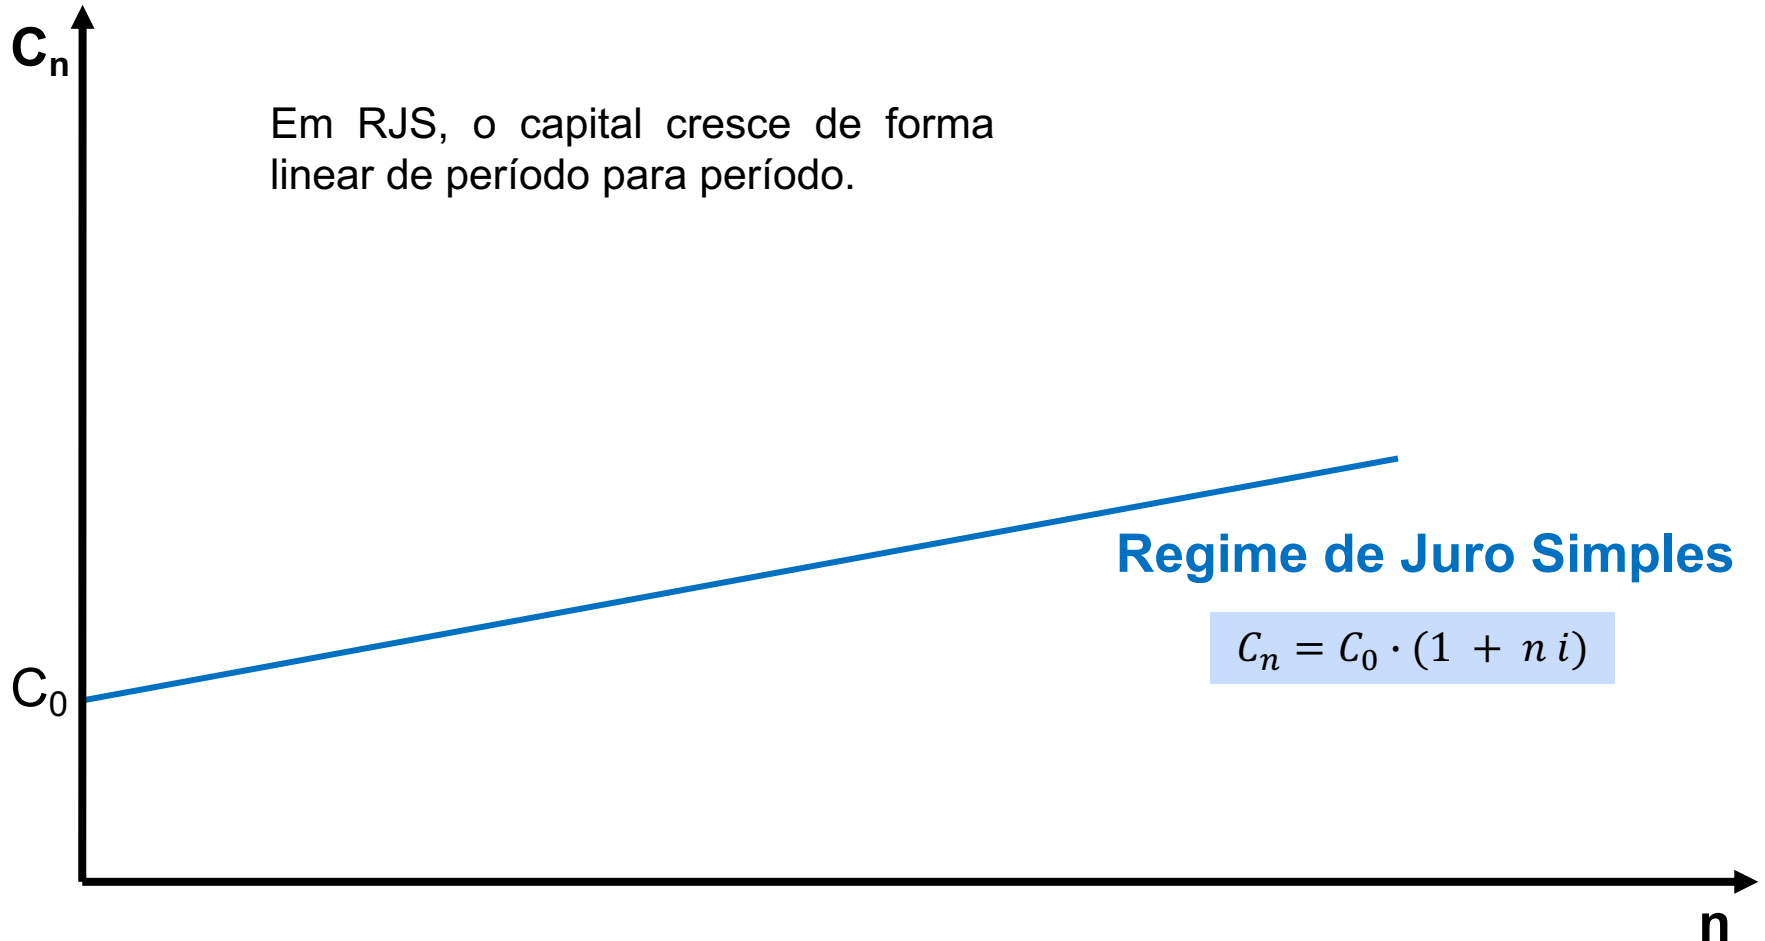 Cₙ
Em RJS, o capital cresce de forma
linear de período para período.
Regime de Juro Simples
𝐶ₙ = 𝐶₀ · (1 + 𝑛 𝑖)
C₀
n